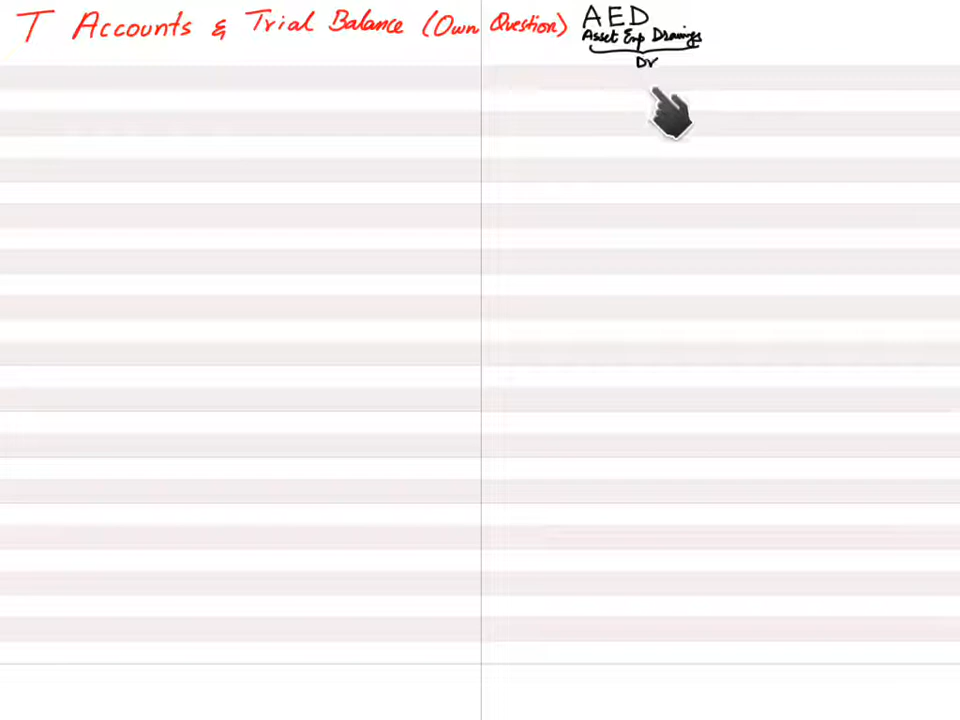 T Accounts & Trial Balance (Own Question)
AED
Asset Exp Drawings
Dr